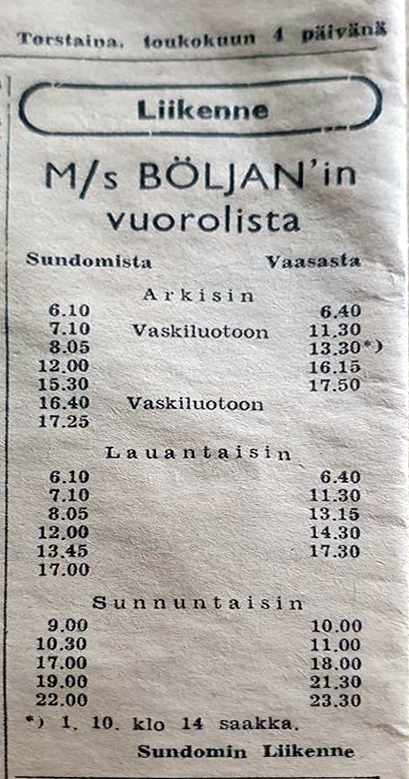 Torstaina, toukokuun 4 päivänä
Liikenne
M/s BÖLJAN'in
vuorolista
Sundomista Vaasasta
Arkisin
6.10 6.40
7.10 Vaskiluotoon 11.30
8.05 13.30*)
12.00 16.15
15.30 17.50
16.40 Vaskiluotoon
17.25
Lauantaisin
6.10 6.40
7.10 11.30
8.05 13.15
12.00 14.30
13.45 17.30
17.00
Sunnuntaisin
9.00 10.00
10.30 11.00
17.00 18.00
19.00 21.30
22.00 23.30
*) 1. 10. klo 14 saakka.
Sundomin Liikenne